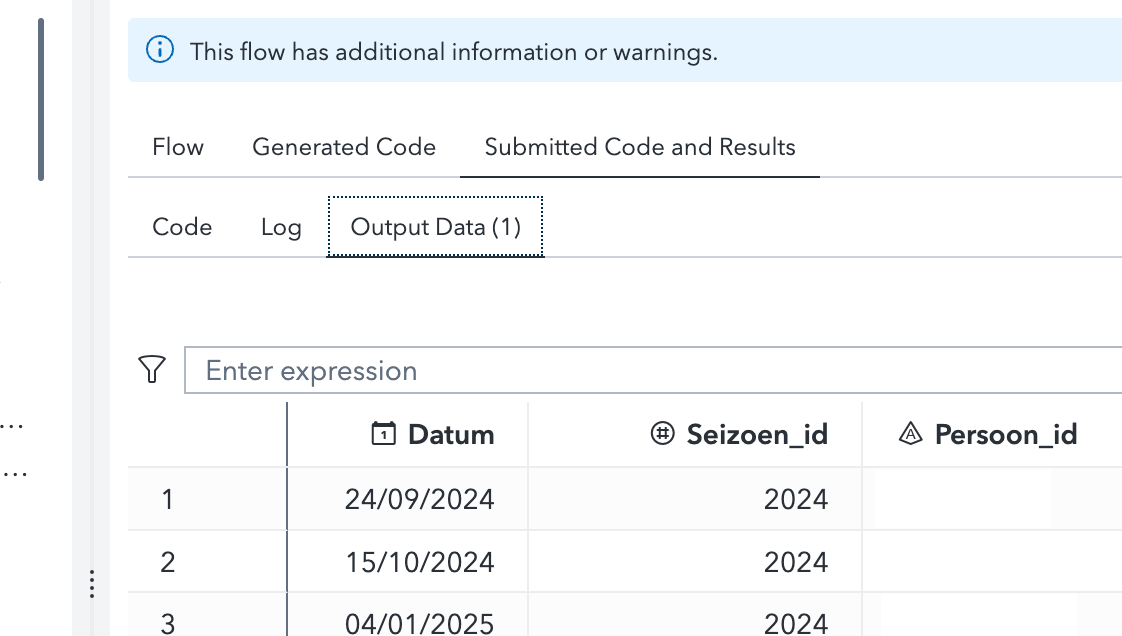 This flow has additional information or warnings.
Flow Generated Code Submitted Code and Results
Code Log Output Data (1)
Enter expression
Datum Seizoen_id Persoon_id
1 24/09/2024 2024
2 15/10/2024 2024
3 04/01/2025 2024